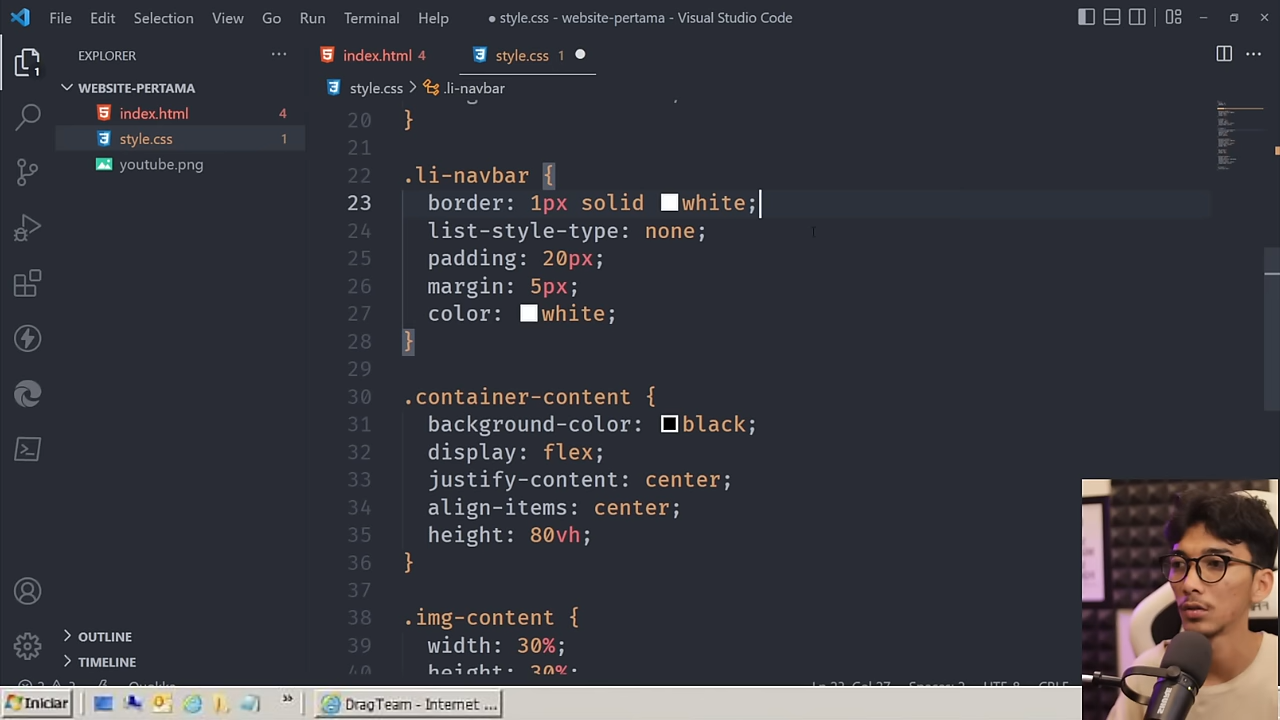 File Edit Selection View Go Run Terminal Help ● style.css - website-pertama - Visual Studio Code
EXPLORER
WEBSITE-PERTAMA
index.html 4
style.css 1
youtube.png
OUTLINE
TIMELINE
index.html 4 style.css 1
style.css > .li-navbar
20 }
21
22 .li-navbar {
23 border: 1px solid white;
24 list-style-type: none;
25 padding: 20px;
26 margin: 5px;
27 color: white;
28 }
29
30 .container-content {
31 background-color: black;
32 display: flex;
33 justify-content: center;
34 align-items: center;
35 height: 80vh;
36 }
37
38 .img-content {
39 width: 30%;
40 height: 30%;
Iniciar » DragTeam - Internet ...